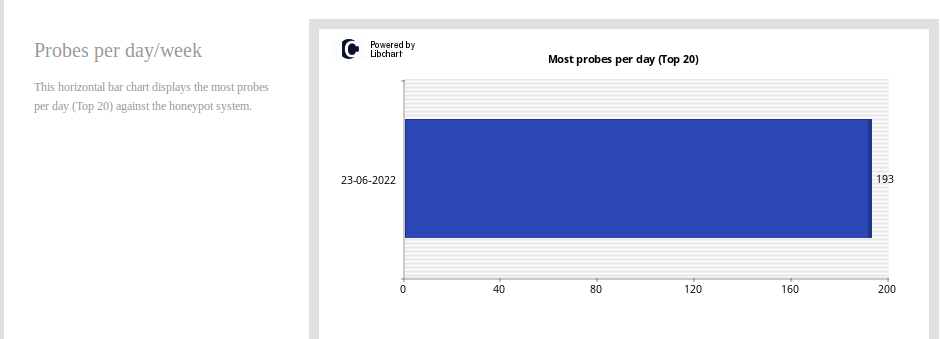 Probes per day/week
This horizontal bar chart displays the most probes
per day (Top 20) against the honeypot system.
Powered by
Libchart
Most probes per day (Top 20)
23-06-2022
193
0 40 80 120 160 200